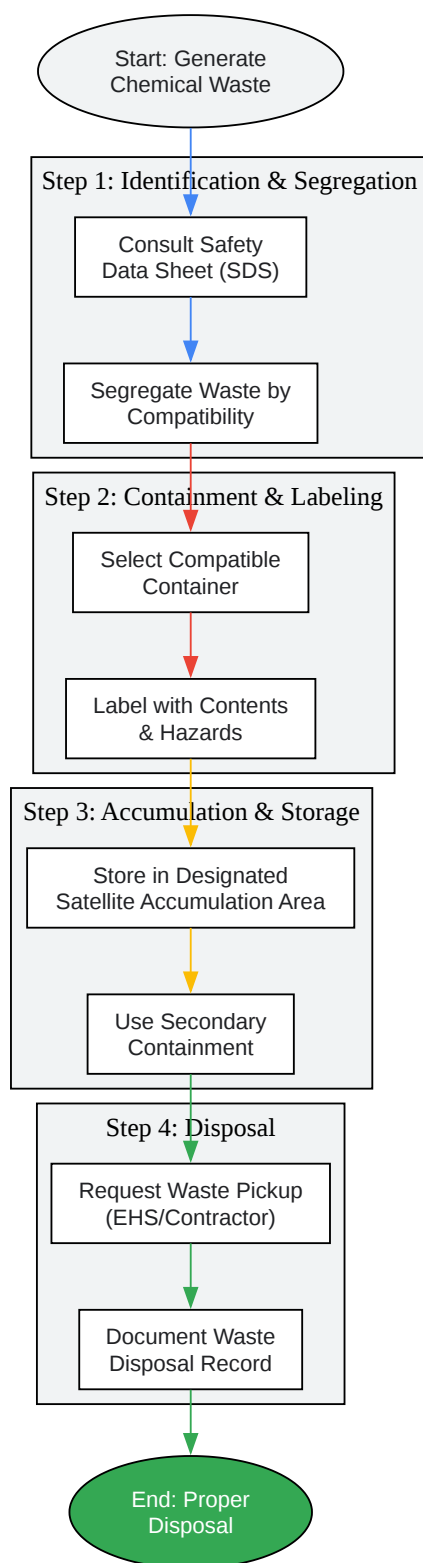 Start: Generate
Chemical Waste
Step 1: Identification & Segregation
Consult Safety
Data Sheet (SDS)
Segregate Waste by
Compatibility
Step 2: Containment & Labeling
Select Compatible
Container
Label with Contents
& Hazards
Step 3: Accumulation & Storage
Store in Designated
Satellite Accumulation Area
Use Secondary
Containment
Step 4: Disposal
Request Waste Pickup
(EHS/Contractor)
Document Waste
Disposal Record
End: Proper
Disposal